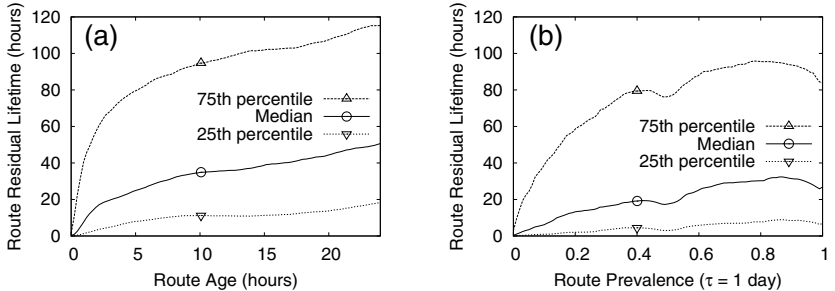 (a)
Route Residual Lifetime (hours)
120
100
80
60
40
20
0
75th percentile
Median
25th percentile
0 5 10 15 20
Route Age (hours)
(b)
Route Residual Lifetime (hours)
120
100
80
60
40
20
0
75th percentile
Median
25th percentile
0 0.2 0.4 0.6 0.8 1
Route Prevalence (τ = 1 day)